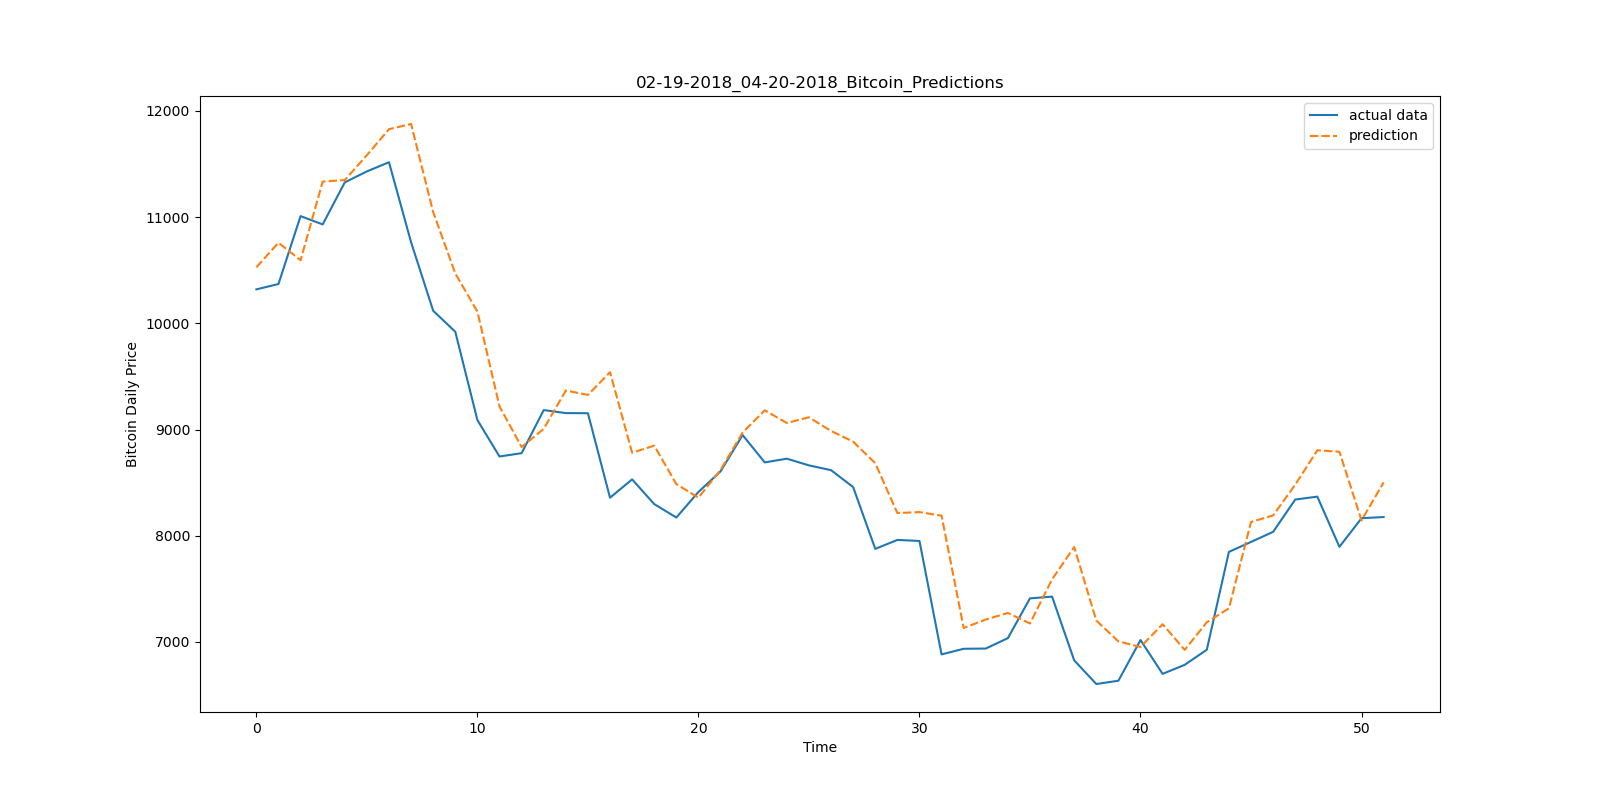 02-19-2018_04-20-2018_Bitcoin_Predictions
actual data
prediction
Bitcoin Daily Price
12000
11000
10000
9000
8000
7000
0 10 20 30 40 50
Time